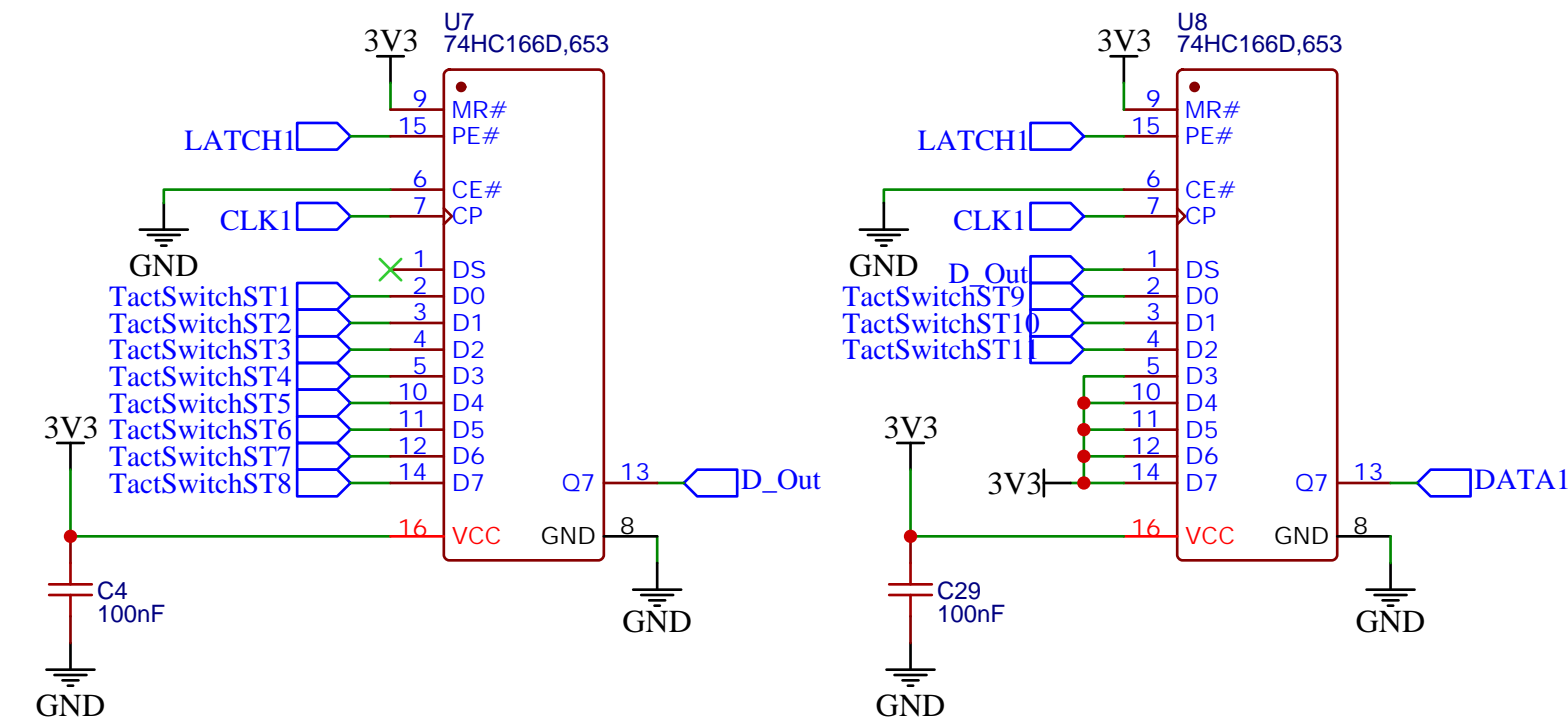 U7
74HC166D,653
3V3
9 MR#
LATCH1 15 PE#
6 CE#
CLK1 7 CP
GND
1 DS
TactSwitchST1 2 D0
TactSwitchST2 3 D1
TactSwitchST3 4 D2
TactSwitchST4 5 D3
TactSwitchST5 10 D4
TactSwitchST6 11 D5
TactSwitchST7 12 D6
TactSwitchST8 14 D7
Q7 13 D_Out
3V3
16 VCC
GND 8
C4
100nF
GND
GND
U8
74HC166D,653
3V3
9 MR#
LATCH1 15 PE#
6 CE#
CLK1 7 CP
GND
D_Out 1 DS
TactSwitchST9 2 D0
TactSwitchST10 3 D1
TactSwitchST11 4 D2
5 D3
10 D4
11 D5
12 D6
3V3 14 D7
Q7 13 DATA1
3V3
16 VCC
GND 8
C29
100nF
GND
GND